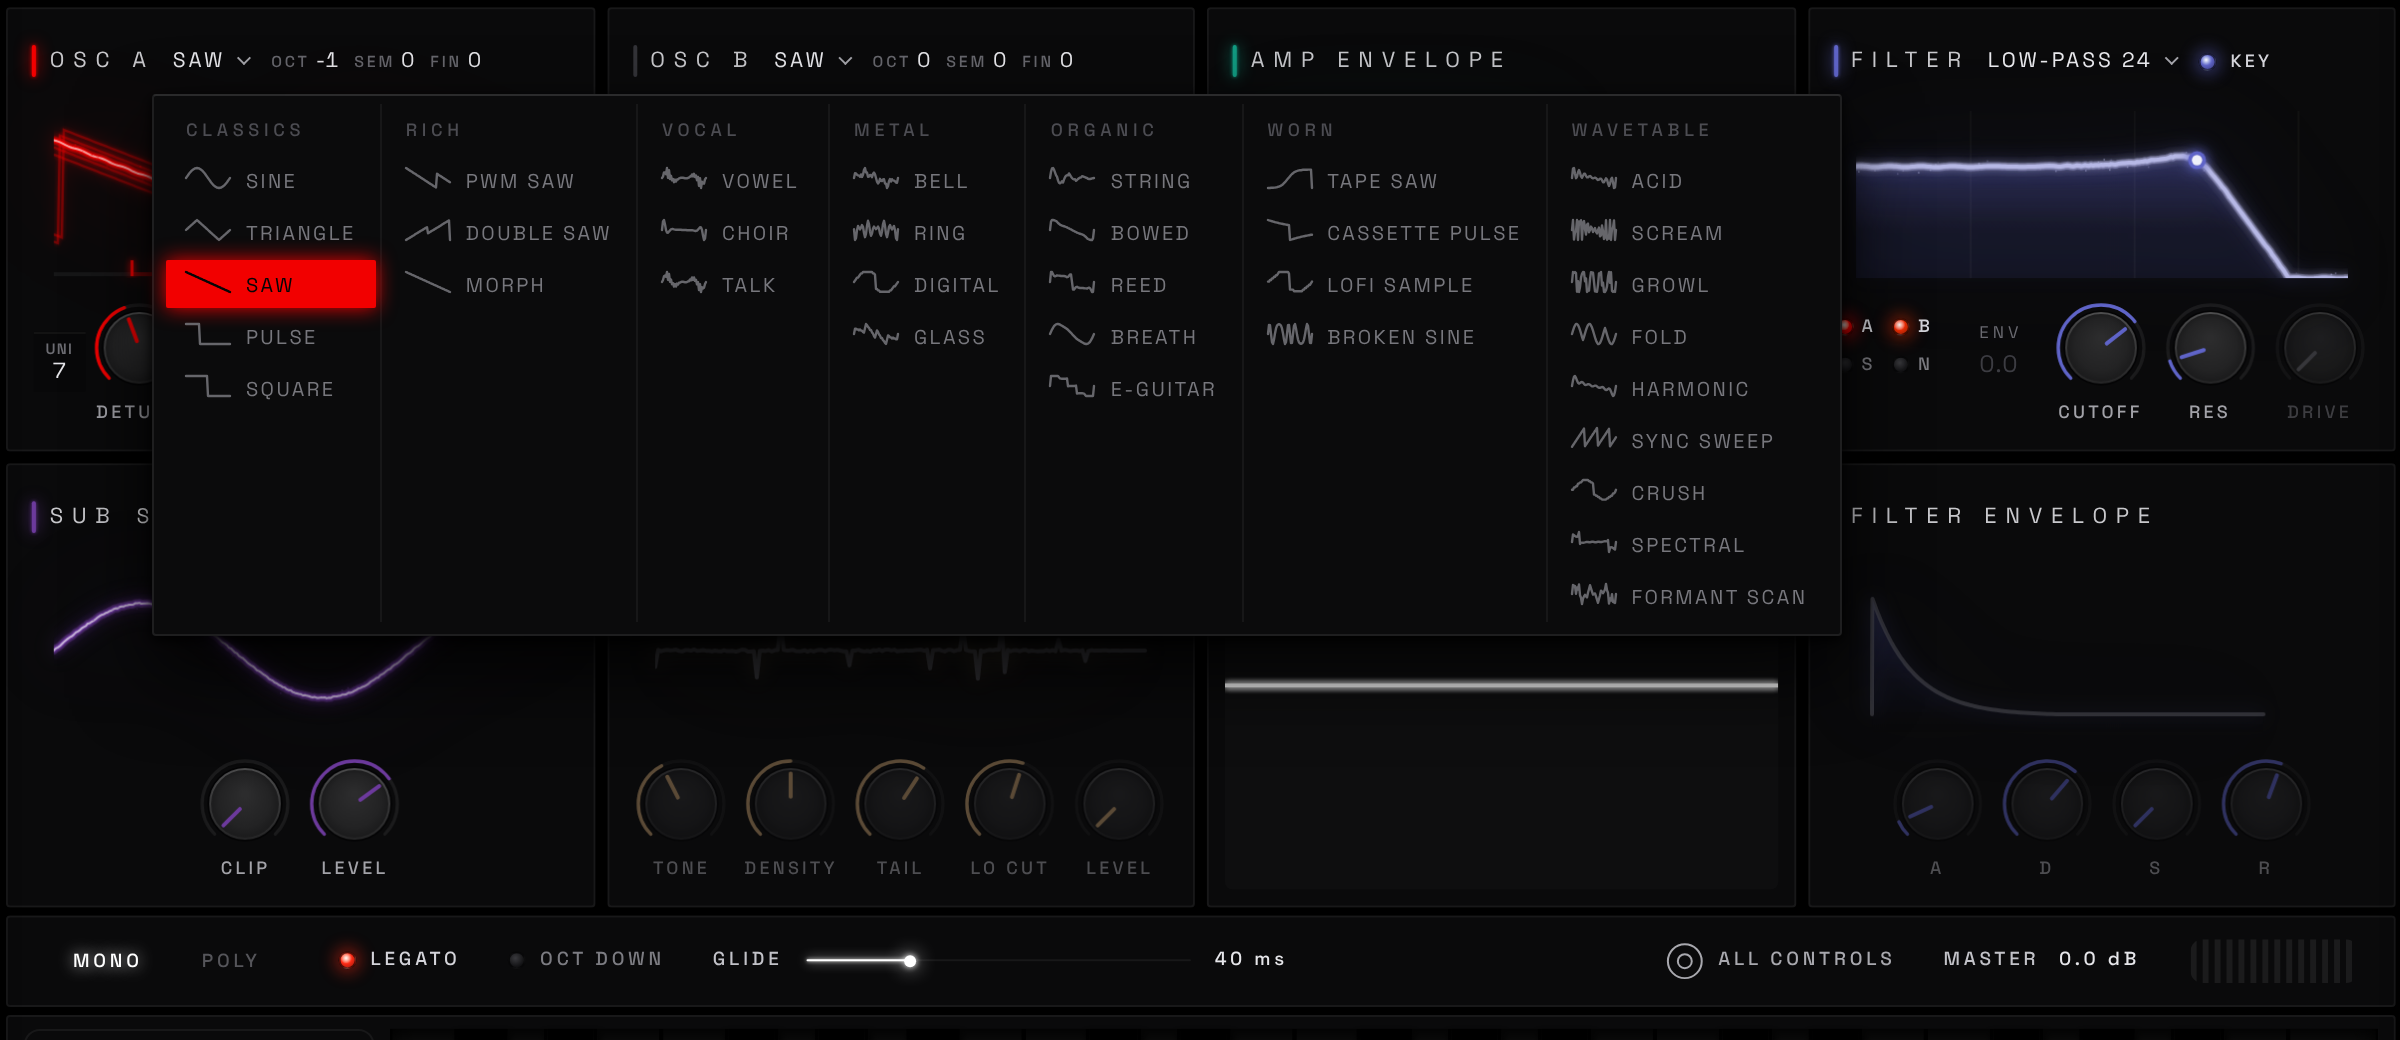 OSC A SAW OCT -1 SEM 0 FIN 0
OSC B SAW OCT 0 SEM 0 FIN 0
AMP ENVELOPE
FILTER LOW-PASS 24 KEY
CLASSICS
SINE
TRIANGLE
SAW
PULSE
SQUARE
RICH
PWM SAW
DOUBLE SAW
MORPH
VOCAL
VOWEL
CHOIR
TALK
METAL
BELL
RING
DIGITAL
GLASS
ORGANIC
STRING
BOWED
REED
BREATH
E-GUITAR
WORN
TAPE SAW
CASSETTE PULSE
LOFI SAMPLE
BROKEN SINE
WAVETABLE
ACID
SCREAM
GROWL
FOLD
HARMONIC
SYNC SWEEP
CRUSH
SPECTRAL
FORMANT SCAN
UNI
7
DETU
A B
S N
ENV
0.0
CUTOFF RES DRIVE
SUB S
CLIP LEVEL
TONE DENSITY TAIL LO CUT LEVEL
FILTER ENVELOPE
A D S R
MONO POLY LEGATO OCT DOWN GLIDE 40 ms ALL CONTROLS MASTER 0.0 dB